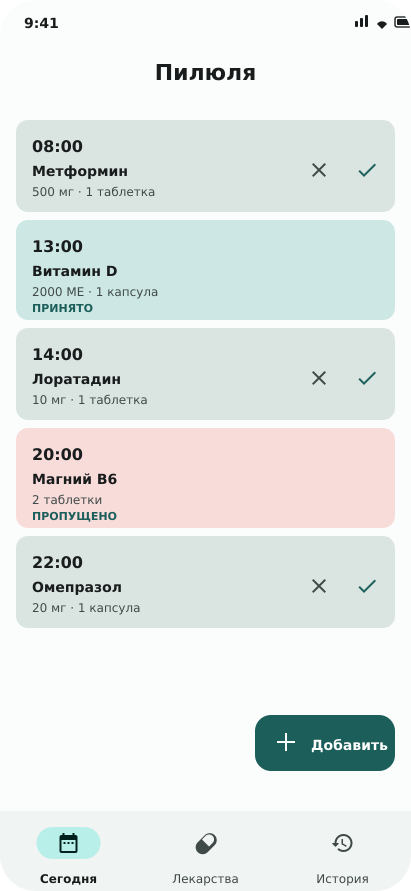 9:41
Пилюля
08:00
Метформин
500 мг · 1 таблетка
13:00
Витамин D
2000 МЕ · 1 капсула
ПРИНЯТО
14:00
Лоратадин
10 мг · 1 таблетка
20:00
Магний B6
2 таблетки
ПРОПУЩЕНО
22:00
Омепразол
20 мг · 1 капсула
Добавить
Сегодня
Лекарства
История